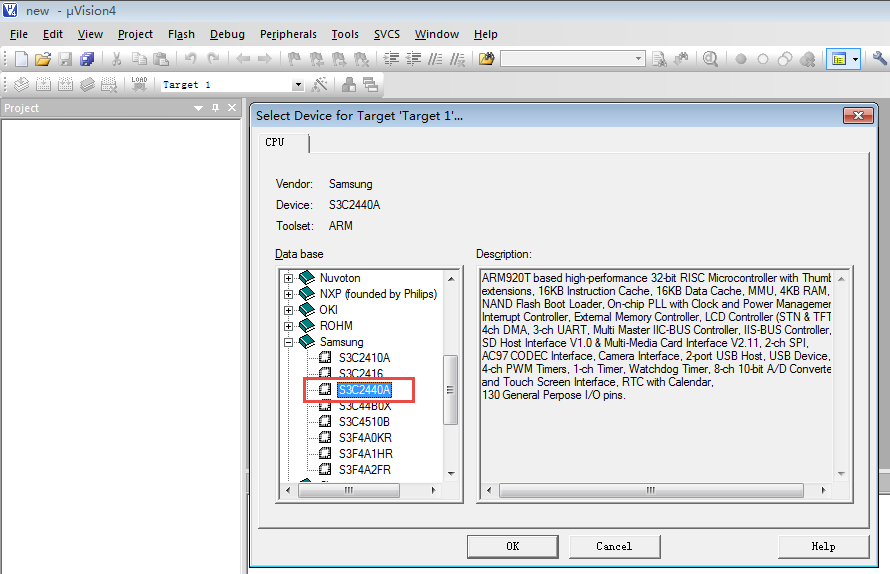 new - µVision4
File Edit View Project Flash Debug Peripherals Tools SVCS Window Help
LOAD
Target 1
Project
Select Device for Target 'Target 1'...
CPU
Vendor: Samsung
Device: S3C2440A
Toolset: ARM
Data base
Description:
Nuvoton
NXP (founded by Philips)
OKI
ROHM
Samsung
S3C2410A
S3C2416
S3C2440A
S3C44B0X
S3C4510B
S3F4A0KR
S3F4A1HR
S3F4A2FR
ARM920T based high-performance 32-bit RISC Microcontroller with Thumb
extensions, 16KB Instruction Cache, 16KB Data Cache, MMU, 4KB RAM,
NAND Flash Boot Loader, On-chip PLL with Clock and Power Managemen
Interrupt Controller, External Memory Controller, LCD Controller (STN & TFT
4ch DMA, 3-ch UART, Multi Master IIC-BUS Controller, IIS-BUS Controller,
SD Host Interface V1.0 & Multi-Media Card Interface V2.11, 2-ch SPI,
AC97 CODEC Interface, Camera Interface, 2-port USB Host, USB Device,
4-ch PWM Timers, 1-ch Timer, Watchdog Timer, 8-ch 10-bit A/D Converte
and Touch Screen Interface, RTC with Calendar,
130 General Perpose I/O pins.
OK Cancel Help